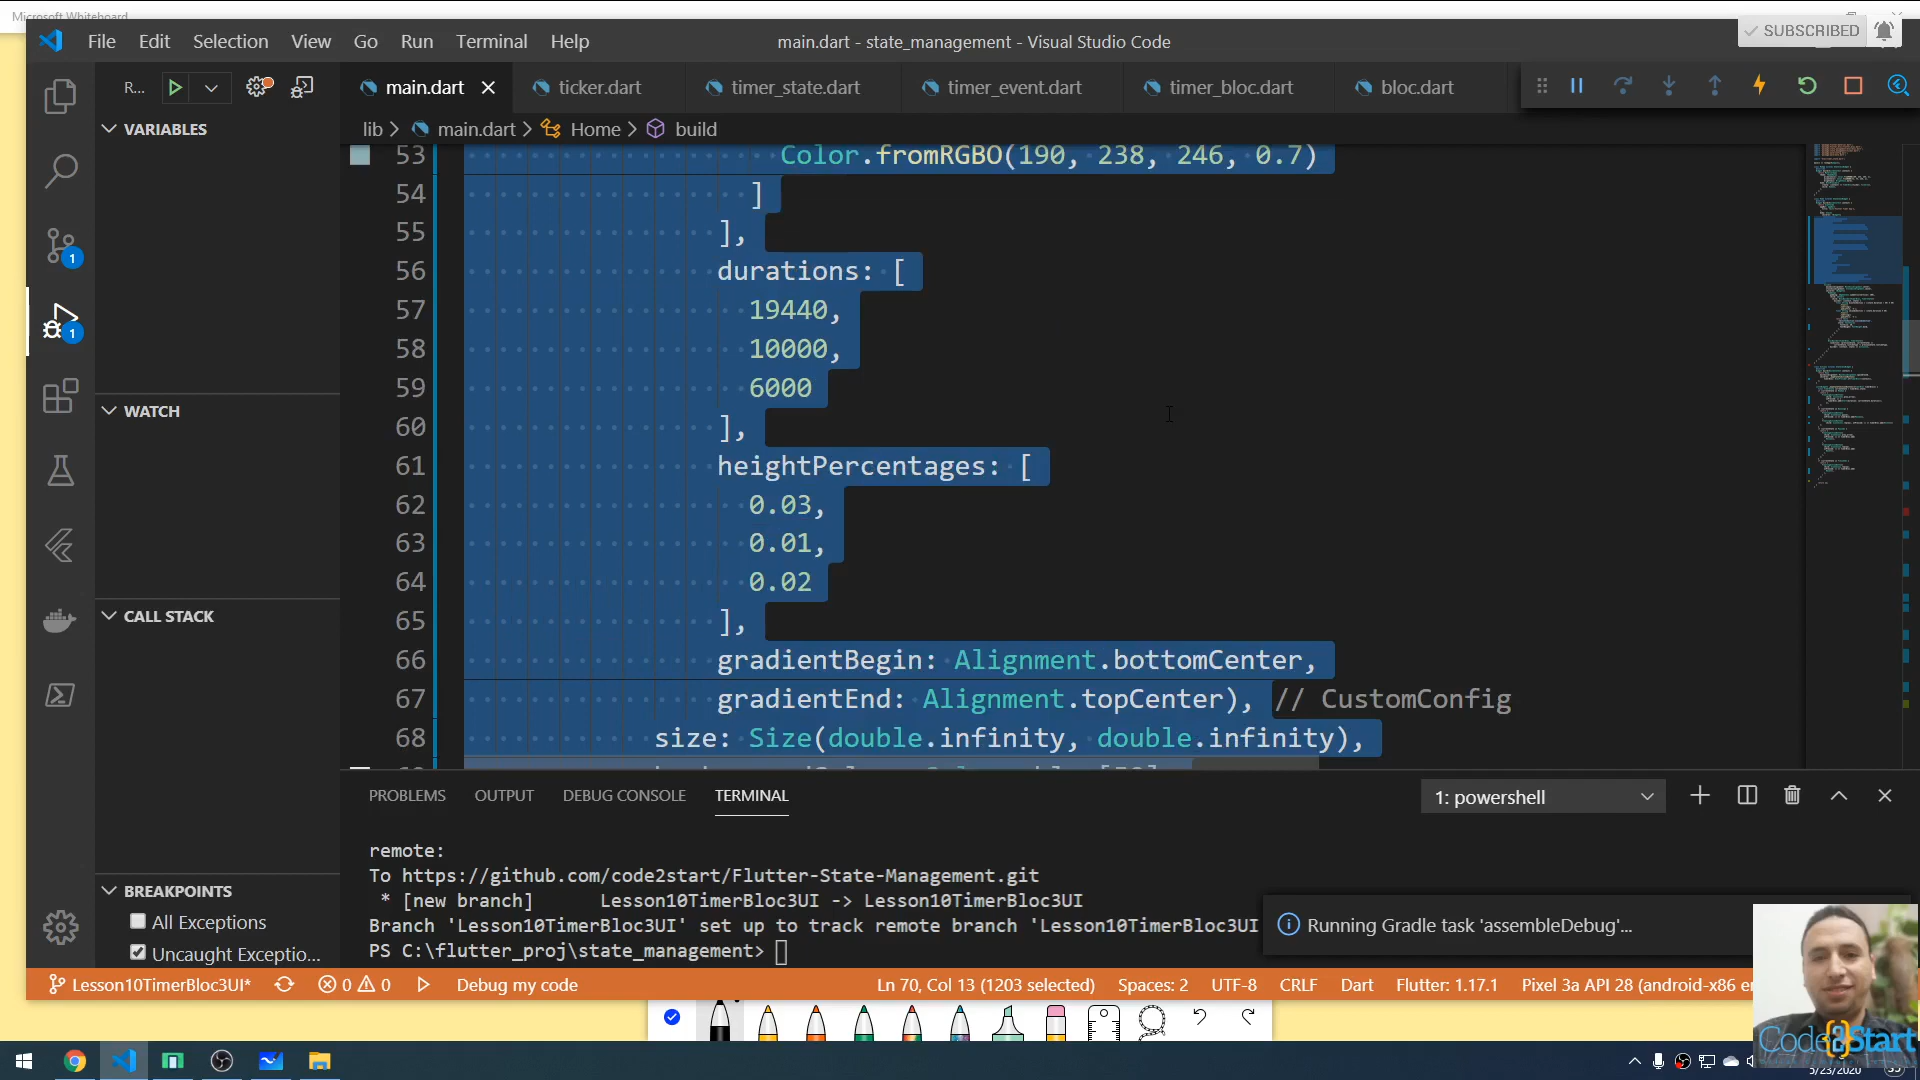 Microsoft Whiteboard
File Edit Selection View Go Run Terminal Help
main.dart - state_management - Visual Studio Code
SUBSCRIBED
R...
main.dart
ticker.dart
timer_state.dart
timer_event.dart
timer_bloc.dart
bloc.dart
lib > main.dart > Home > build
VARIABLES
WATCH
CALL STACK
BREAKPOINTS
All Exceptions
Uncaught Exceptio...
53 Color.fromRGBO(190, 238, 246, 0.7)
54 ]
55 ],
56 durations: [
57 19440,
58 10000,
59 6000
60 ],
61 heightPercentages: [
62 0.03,
63 0.01,
64 0.02
65 ],
66 gradientBegin: Alignment.bottomCenter,
67 gradientEnd: Alignment.topCenter), // CustomConfig
68 size: Size(double.infinity, double.infinity),
PROBLEMS OUTPUT DEBUG CONSOLE TERMINAL
1: powershell
remote:
To https://github.com/code2start/Flutter-State-Management.git
* [new branch] Lesson10TimerBloc3UI -> Lesson10TimerBloc3UI
Branch 'Lesson10TimerBloc3UI' set up to track remote branch 'Lesson10TimerBloc3UI
PS C:\flutter_proj\state_management>
Running Gradle task 'assembleDebug'...
Lesson10TimerBloc3UI* 0 0 Debug my code Ln 70, Col 13 (1203 selected) Spaces: 2 UTF-8 CRLF Dart Flutter: 1.17.1 Pixel 3a API 28 (android-x86 e
1
1
Code2Start
5/23/2020